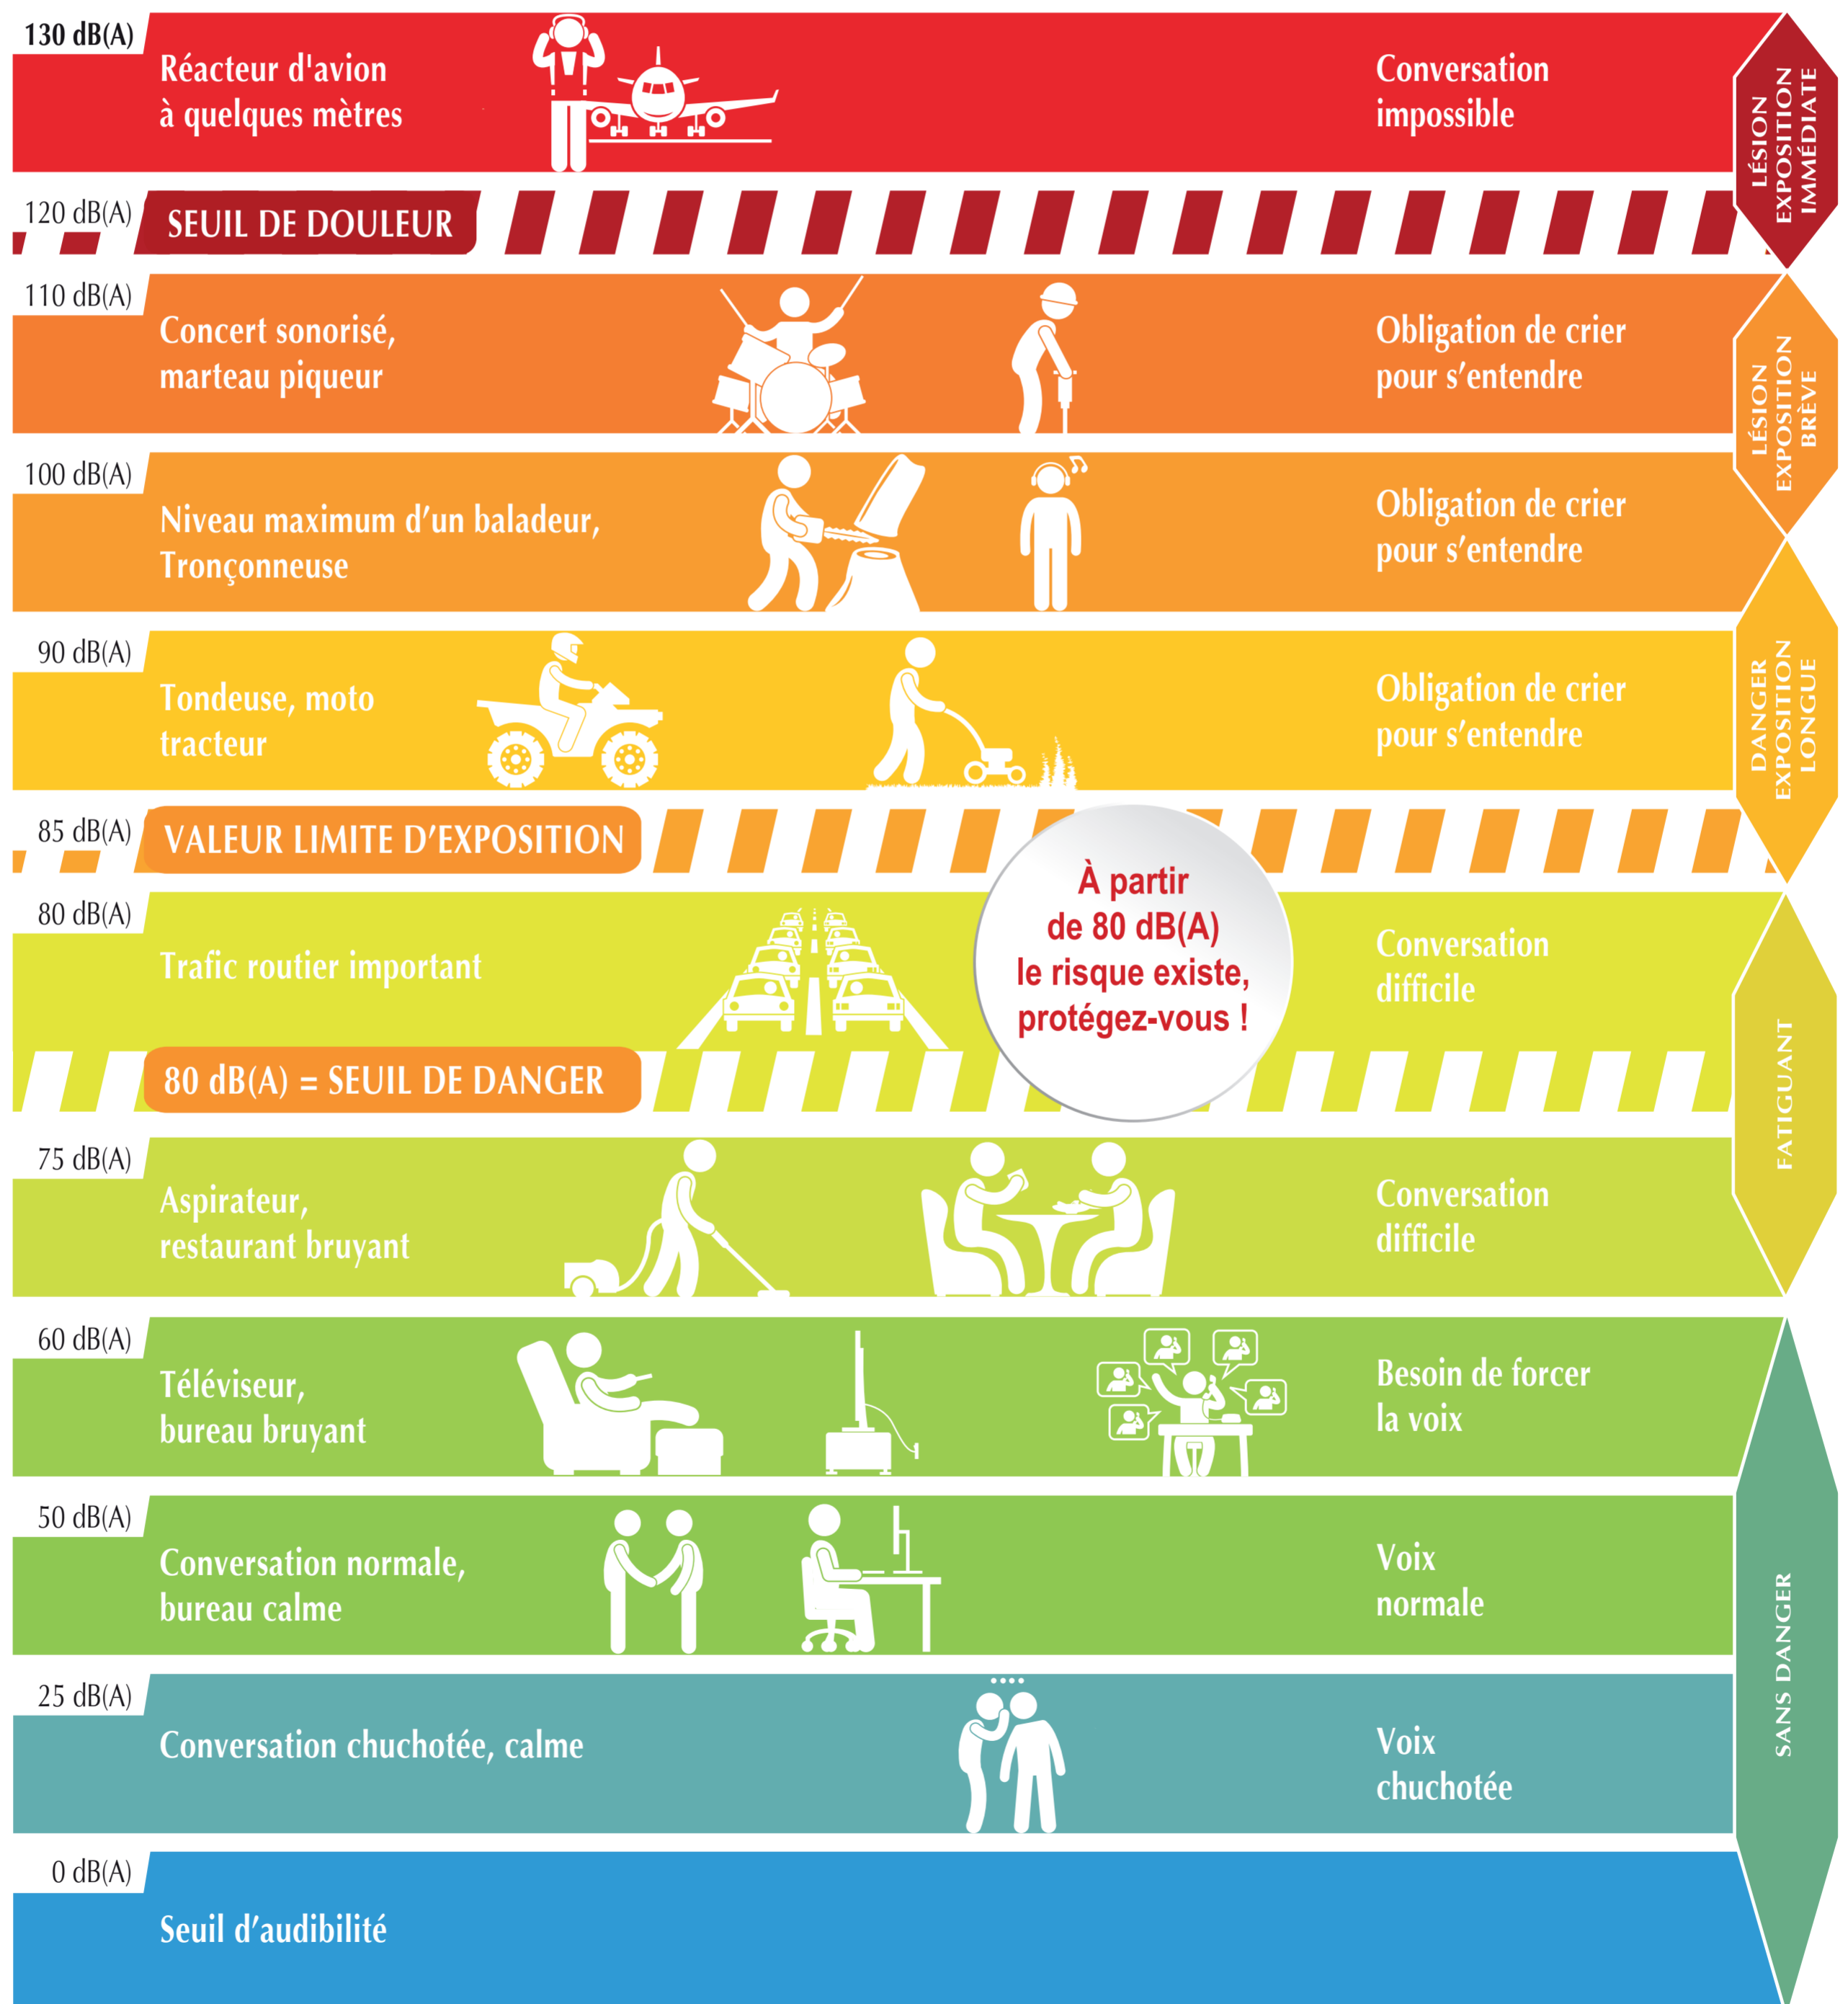 130 dB(A)
Réacteur d'avion
à quelques mètres
Conversation
impossible
LÉSION
EXPOSITION
IMMÉDIATE
120 dB(A)
SEUIL DE DOULEUR
110 dB(A)
Concert sonorisé,
marteau piqueur
Obligation de crier
pour s’entendre
LÉSION
EXPOSITION
BRÈVE
100 dB(A)
Niveau maximum d’un baladeur,
Tronçonneuse
Obligation de crier
pour s’entendre
90 dB(A)
Tondeuse, moto
tracteur
Obligation de crier
pour s’entendre
DANGER
EXPOSITION
LONGUE
85 dB(A)
VALEUR LIMITE D’EXPOSITION
À partir
de 80 dB(A)
le risque existe,
protégez-vous !
80 dB(A)
Trafic routier important
Conversation
difficile
80 dB(A) = SEUIL DE DANGER
FATIGUANT
75 dB(A)
Aspirateur,
restaurant bruyant
Conversation
difficile
60 dB(A)
Téléviseur,
bureau bruyant
Besoin de forcer
la voix
50 dB(A)
Conversation normale,
bureau calme
Voix
normale
SANS DANGER
25 dB(A)
Conversation chuchotée, calme
Voix
chuchotée
0 dB(A)
Seuil d’audibilité